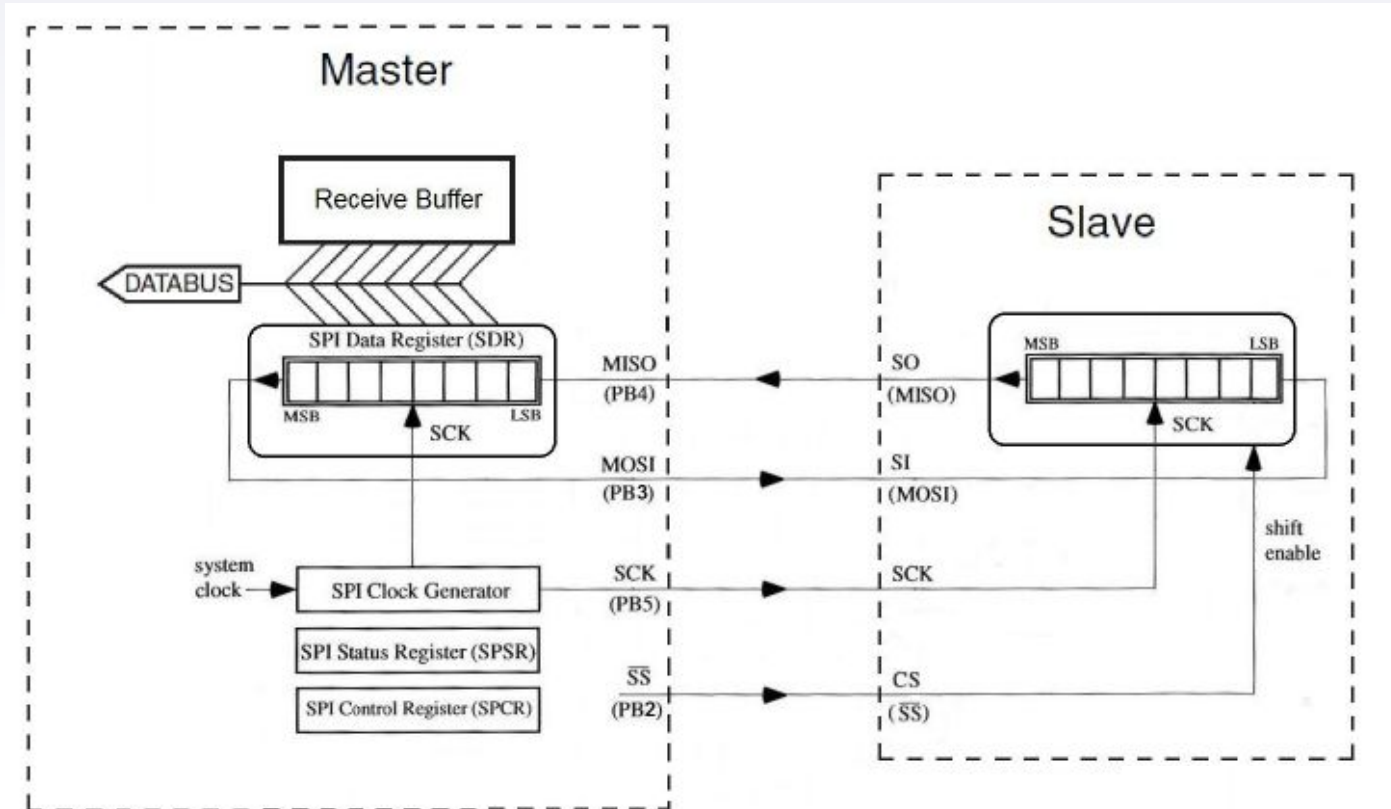 Master
Receive Buffer
DATABUS
SPI Data Register (SDR)
MSB
LSB
SCK
MISO
(PB4)
MOSI
(PB3)
system
clock
SPI Clock Generator
SCK
(PB5)
SPI Status Register (SPSR)
SPI Control Register (SPCR)
SS
(PB2)
Slave
MSB
LSB
SCK
SO
(MISO)
SI
(MOSI)
shift
enable
SCK
CS
(SS)